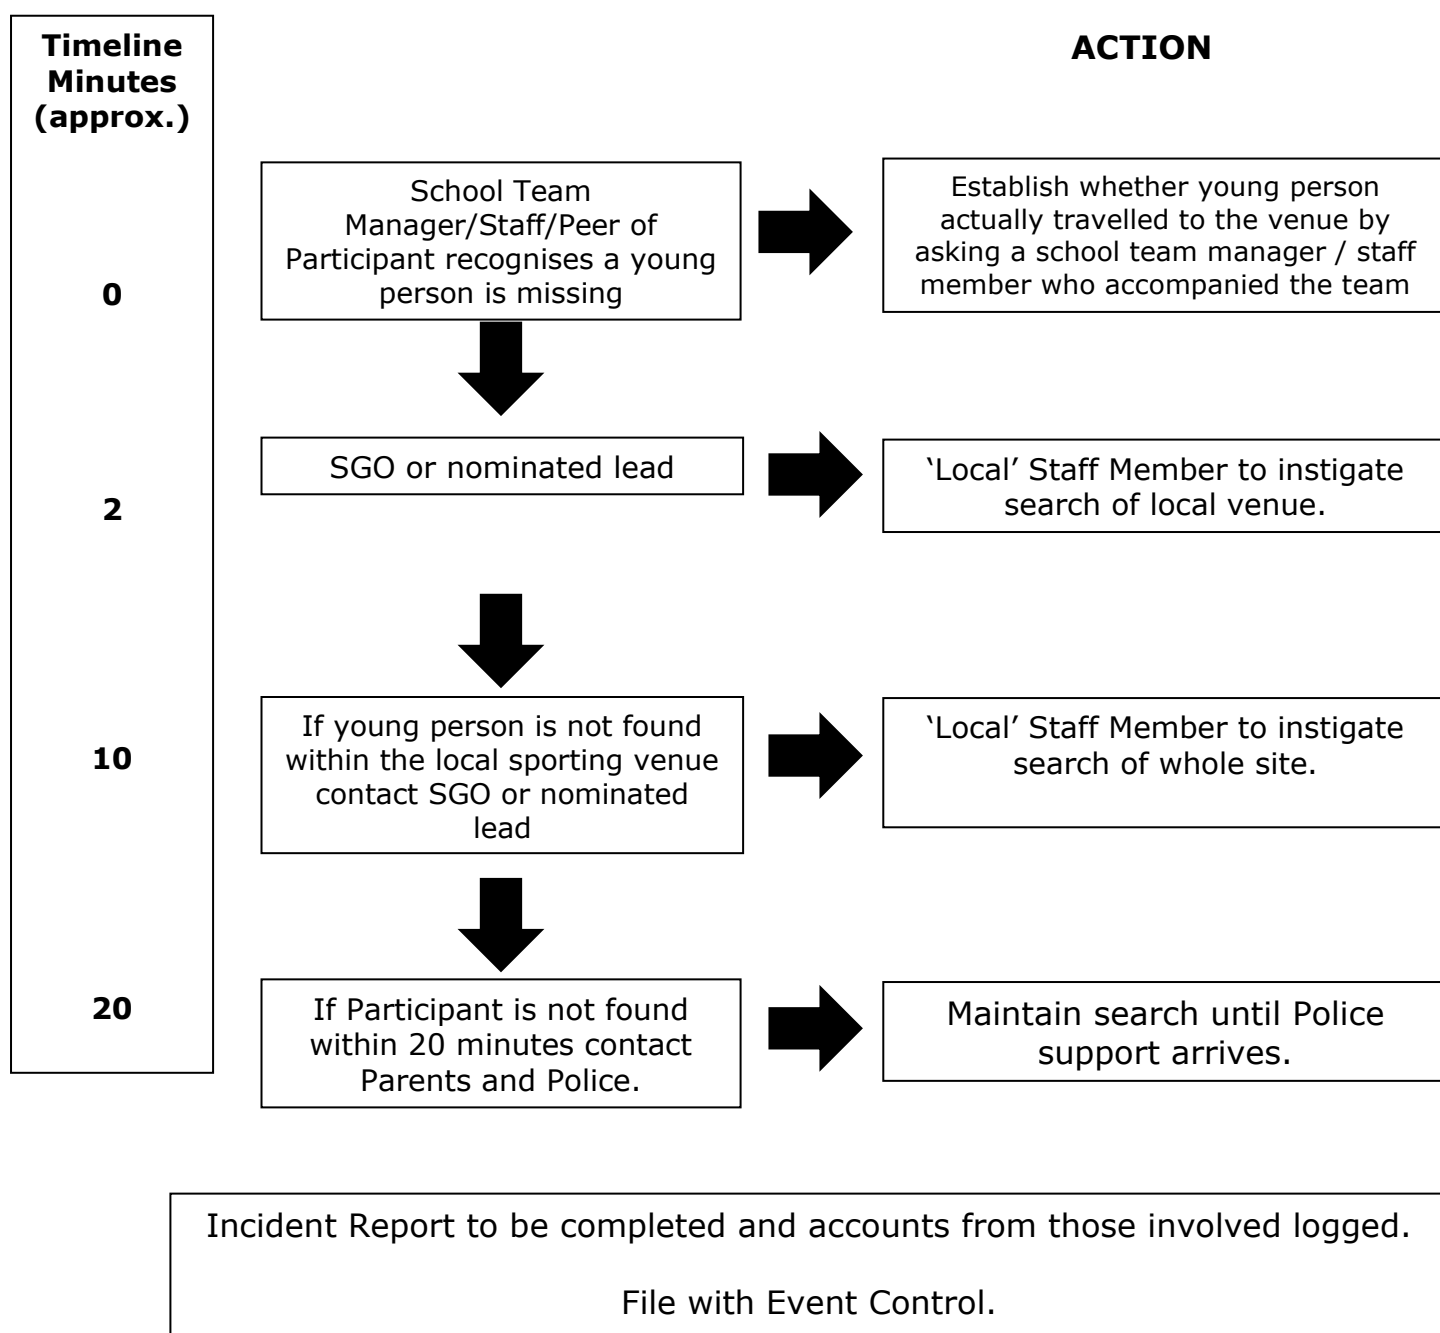 Timeline
Minutes
(approx.)
ACTION
0
School Team
Manager/Staff/Peer of
Participant recognises a young
person is missing
Establish whether young person
actually travelled to the venue by
asking a school team manager / staff
member who accompanied the team
2
SGO or nominated lead
‘Local’ Staff Member to instigate
search of local venue.
10
If young person is not found
within the local sporting venue
contact SGO or nominated
lead
‘Local’ Staff Member to instigate
search of whole site.
20
If Participant is not found
within 20 minutes contact
Parents and Police.
Maintain search until Police
support arrives.
Incident Report to be completed and accounts from those involved logged.
File with Event Control.